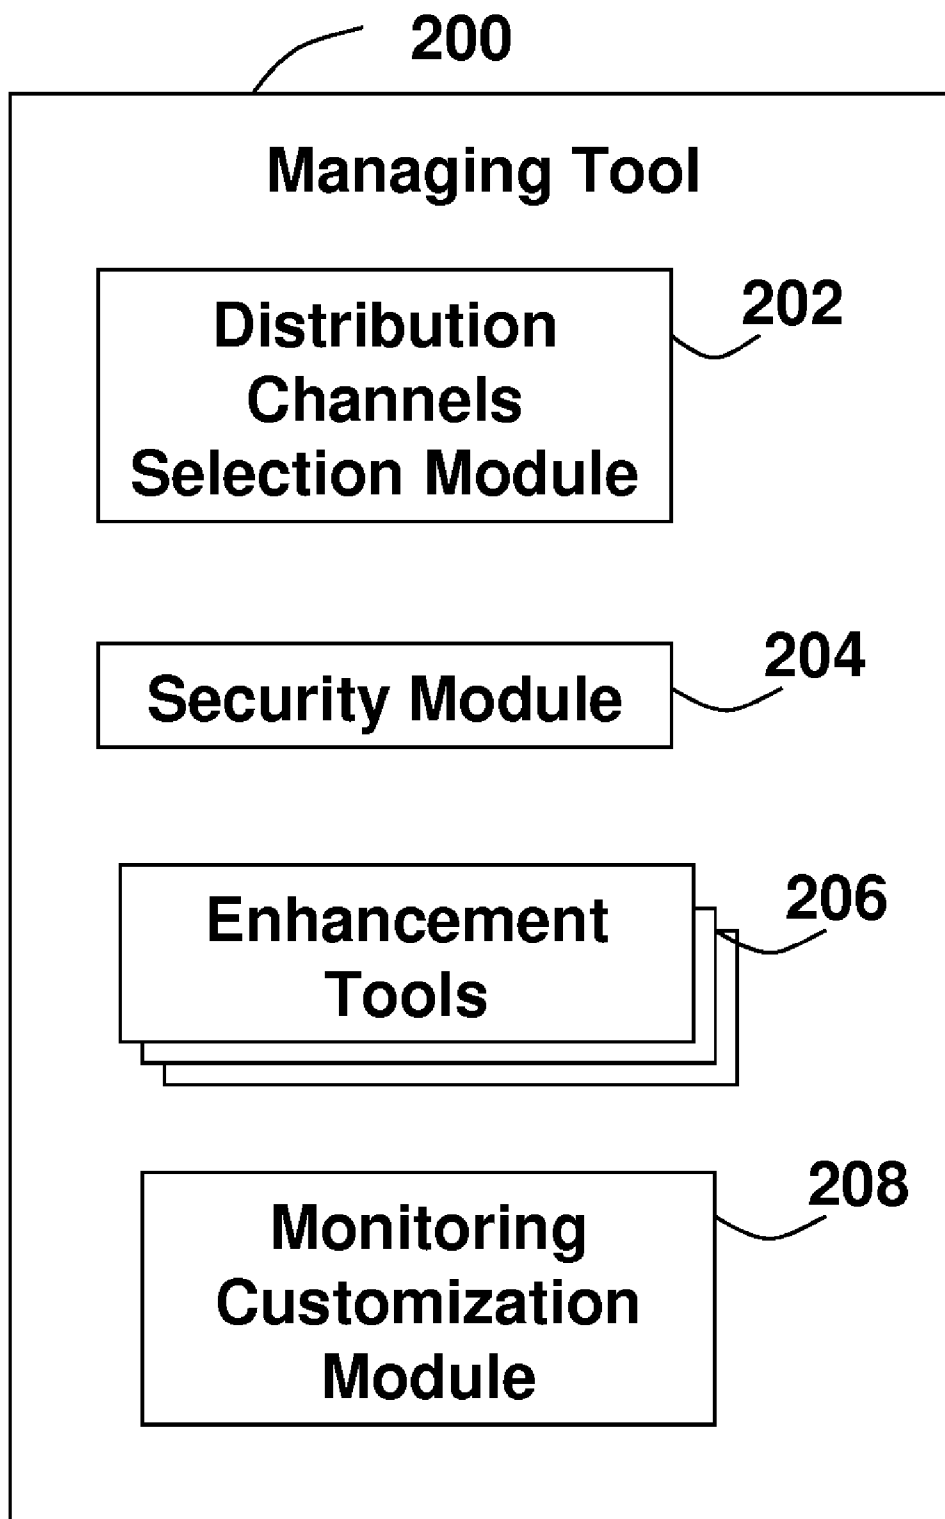 200
Managing Tool
202
Distribution
Channels
Selection Module
204
Security Module
206
Enhancement
Tools
208
Monitoring
Customization
Module